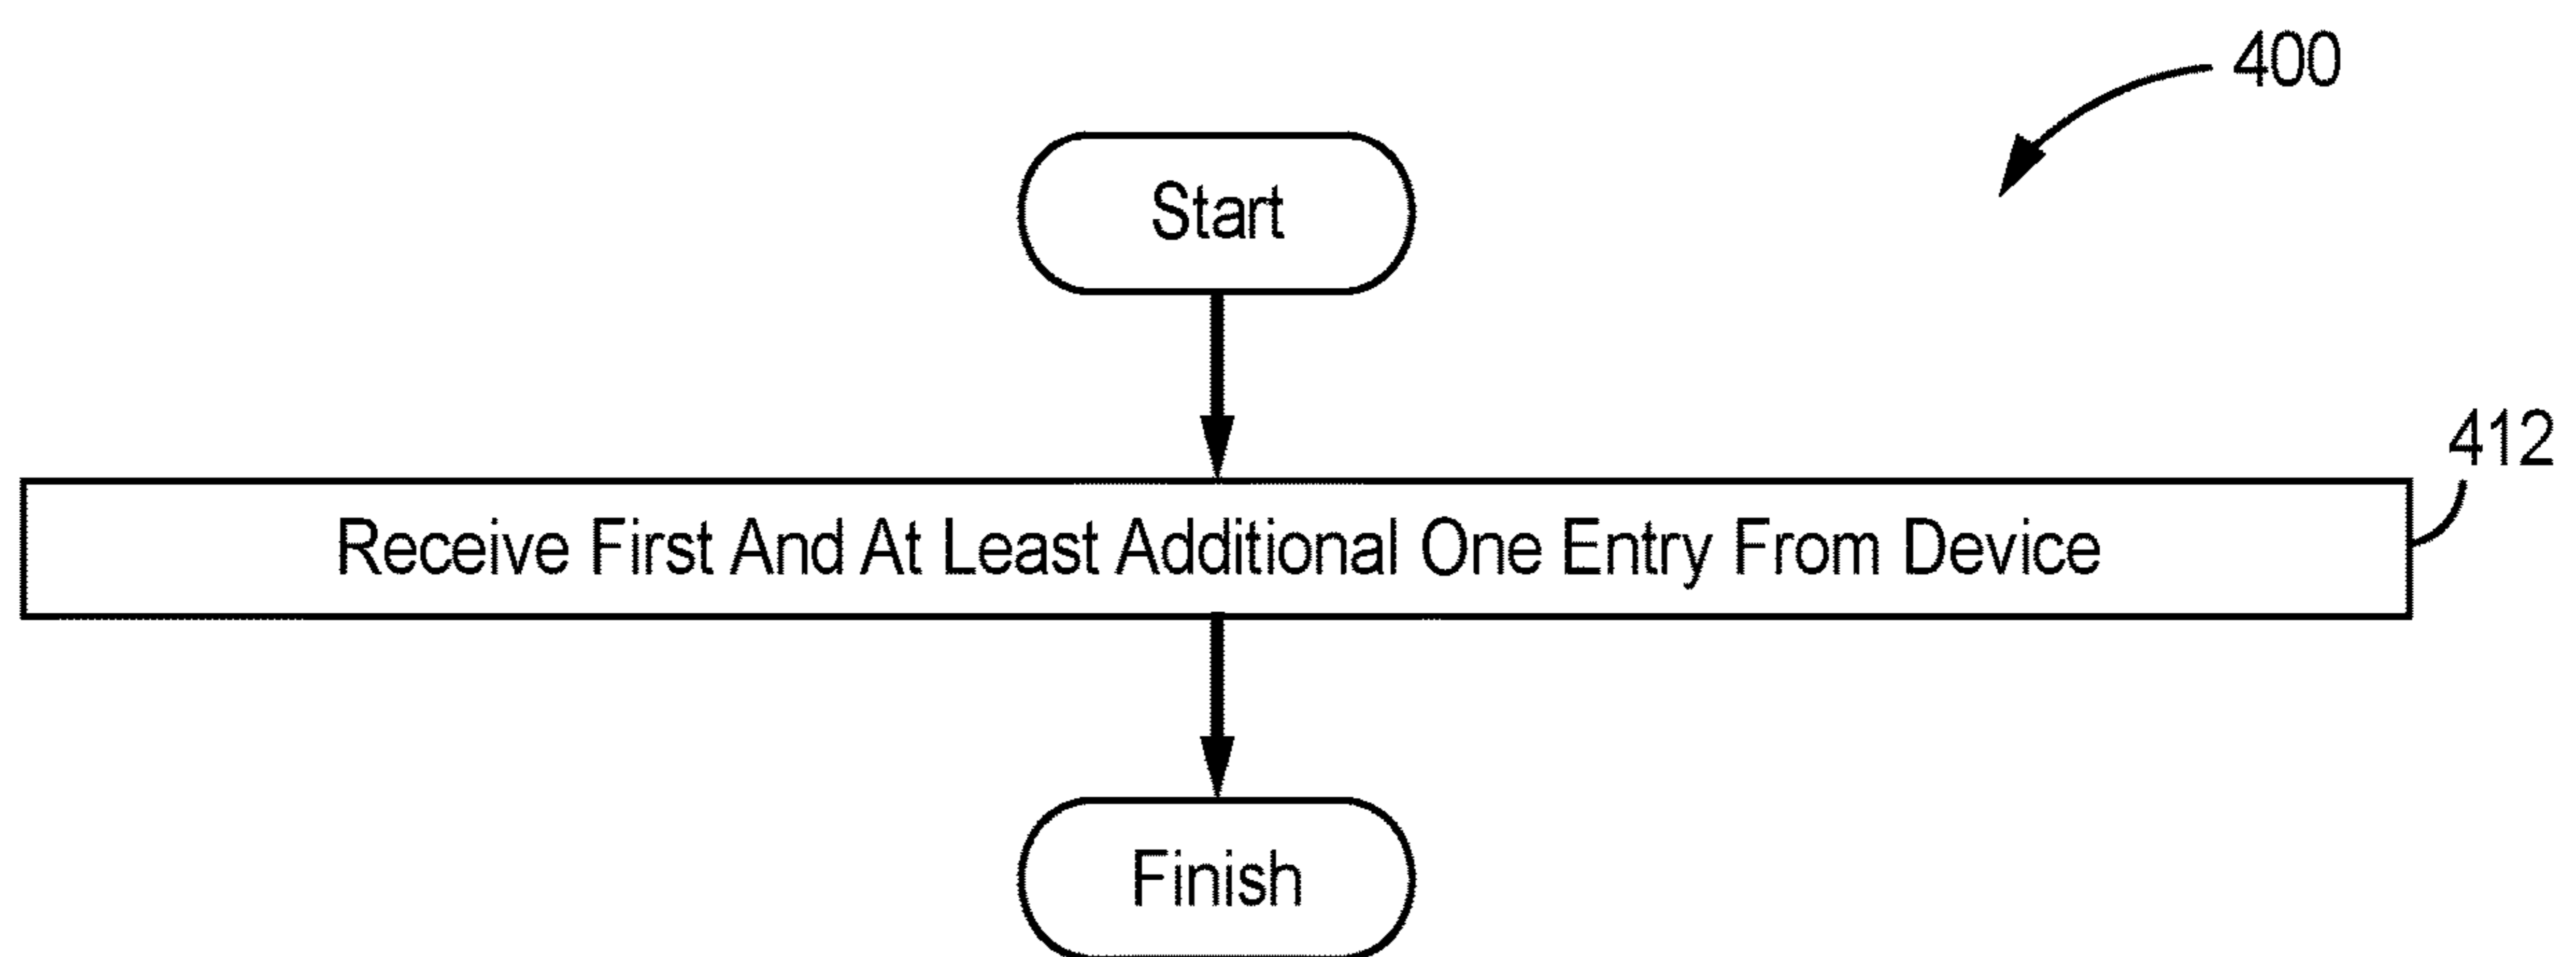 400
Start
412
Receive First And At Least Additional One Entry From Device
Finish